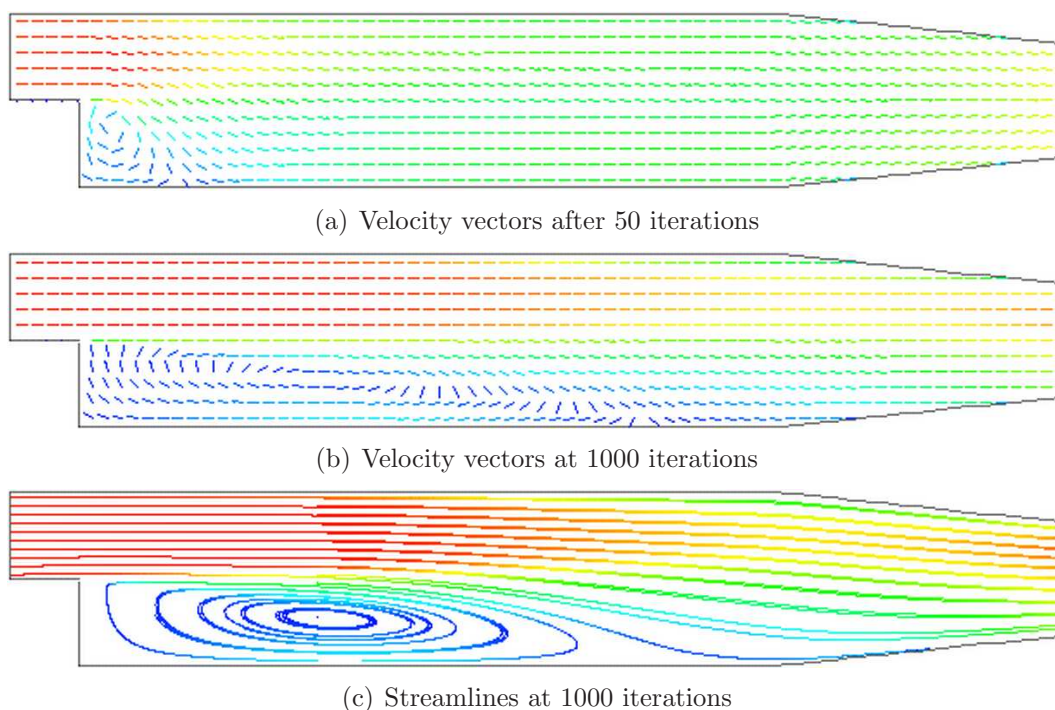 (a) Velocity vectors after 50 iterations
(b) Velocity vectors at 1000 iterations
(c) Streamlines at 1000 iterations